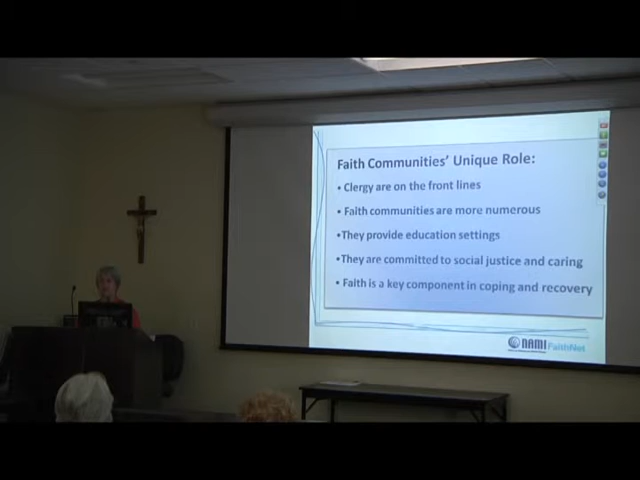 Faith Communities' Unique Role:
• Clergy are on the front lines
• Faith communities are more numerous
•They provide education settings
•They are committed to social justice and caring
• Faith is a key component in coping and recovery
NAMI FaithNet